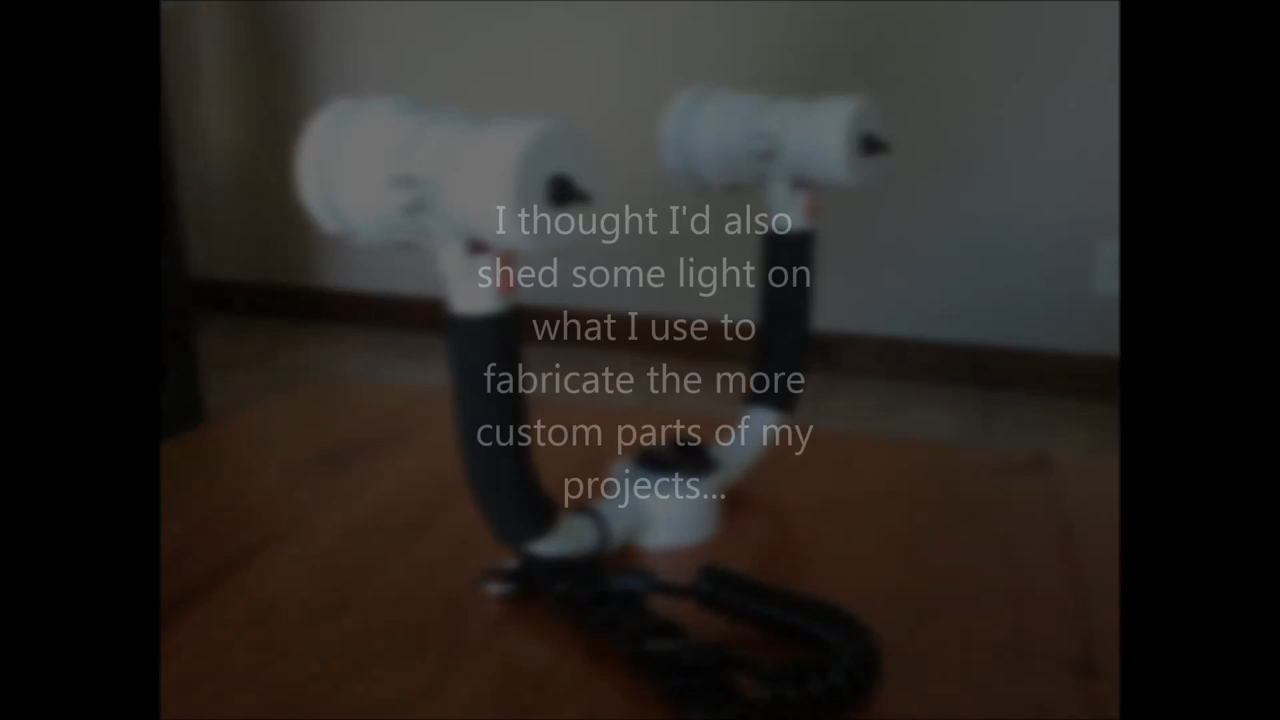 I thought I'd also
shed some light on
what I use to
fabricate the more
custom parts of my
projects...